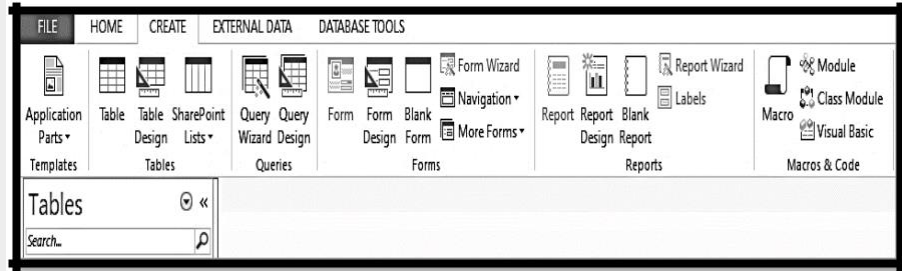 FILE HOME CREATE EXTERNAL DATA DATABASE TOOLS
Application Parts
Templates
Table
Table Design
SharePoint Lists
Tables
Query Wizard
Query Design
Queries
Form
Form Design
Blank Form
Form Wizard
Navigation
More Forms
Forms
Report
Report Design
Blank Report
Report Wizard
Labels
Reports
Macro
Module
Class Module
Visual Basic
Macros & Code
Tables
Search...